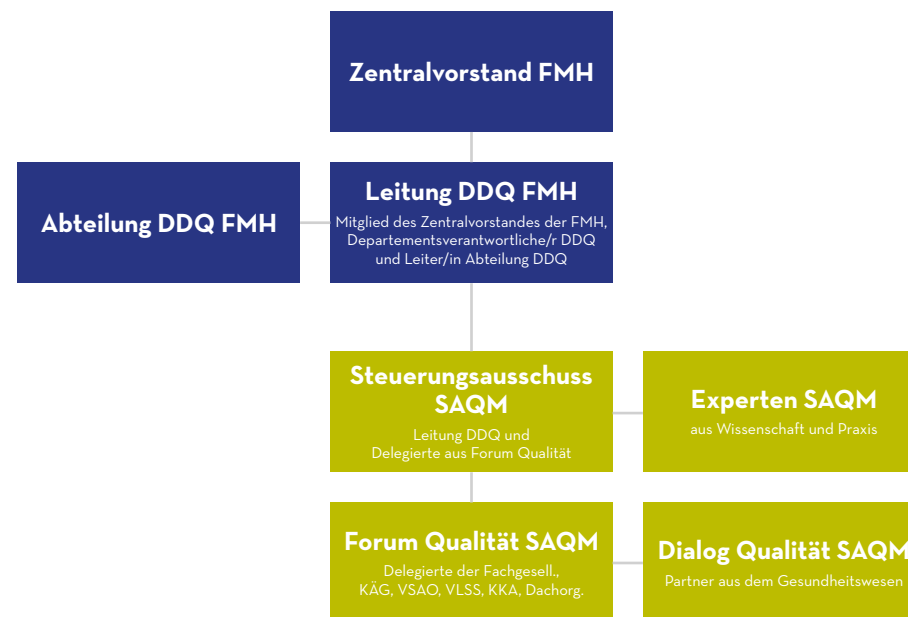 Zentralvorstand FMH
Abteilung DDQ FMH
Leitung DDQ FMH
Mitglied des Zentralvorstandes der FMH,
Departementsverantwortliche/r DDQ
und Leiter/in Abteilung DDQ
Steuerungsausschuss
SAQM
Leitung DDQ und
Delegierte aus Forum Qualität
Experten SAQM
aus Wissenschaft und Praxis
Forum Qualität SAQM
Delegierte der Fachgesell.,
KÄG, VSAO, VLSS, KKA, Dachorg.
Dialog Qualität SAQM
Partner aus dem Gesundheitswesen